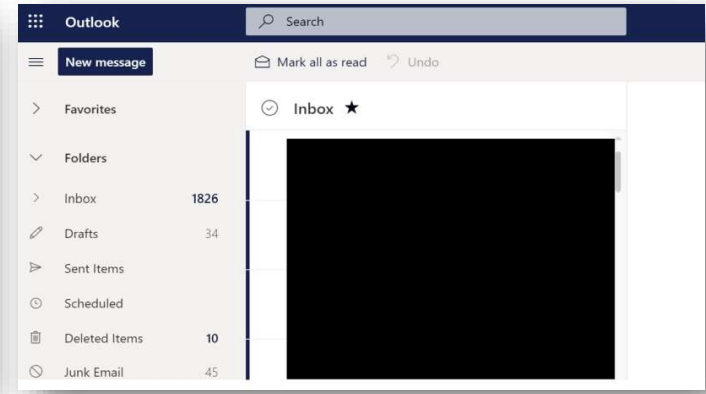 Outlook
Search
New message
Mark all as read
Undo
Favorites
Inbox
Folders
Inbox 1826
Drafts 34
Sent Items
Scheduled
Deleted Items 10
Junk Email 45